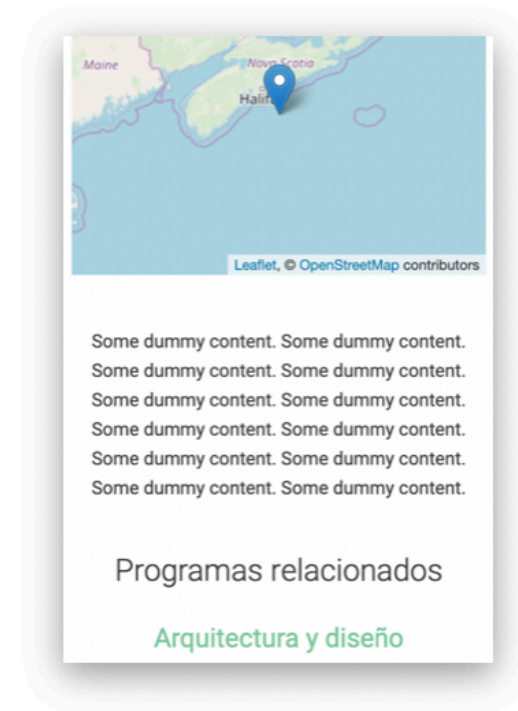 Maine
Nova Scotia
Leaflet, © OpenStreetMap contributors
Some dummy content. Some dummy content.
Some dummy content. Some dummy content.
Some dummy content. Some dummy content.
Some dummy content. Some dummy content.
Some dummy content. Some dummy content.
Some dummy content. Some dummy content.
Programas relacionados
Arquitectura y diseño